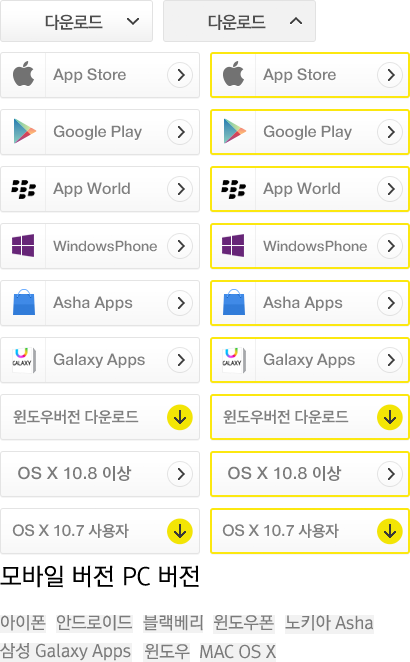 다운로드 다운로드
App Store App Store
Google Play Google Play
App World App World
WindowsPhone WindowsPhone
Asha Apps Asha Apps
U GALAXY Galaxy Apps U GALAXY Galaxy Apps
윈도우버전 다운로드 윈도우버전 다운로드
OS X 10.8 이상 OS X 10.8 이상
OS X 10.7 사용자 OS X 10.7 사용자
모바일 버전 PC 버전
아이폰 안드로이드 블랙베리 윈도우폰 노키아 Asha
삼성 Galaxy Apps 윈도우 MAC OS X